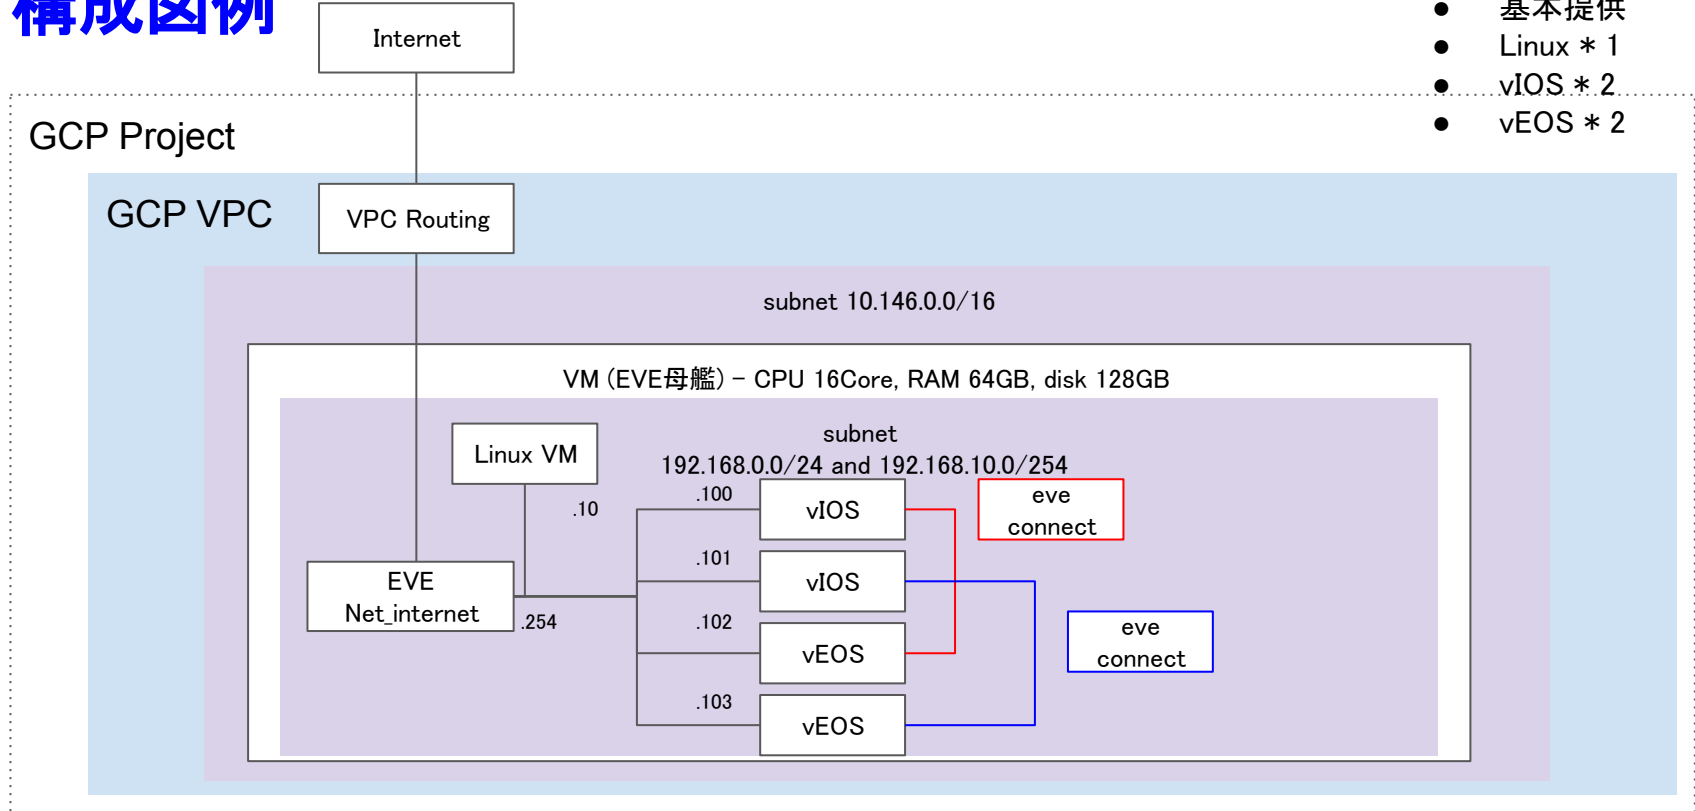 構成図例
Internet
● 基本提供
● Linux * 1
● vIOS * 2
● vEOS * 2
GCP Project
GCP VPC
VPC Routing
subnet 10.146.0.0/16
VM (EVE母艦) - CPU 16Core, RAM 64GB, disk 128GB
Linux VM
subnet
192.168.0.0/24 and 192.168.10.0/254
.10
.100
vIOS
eve
connect
.101
vIOS
EVE
Net_internet
.254
.102
vEOS
eve
connect
.103
vEOS